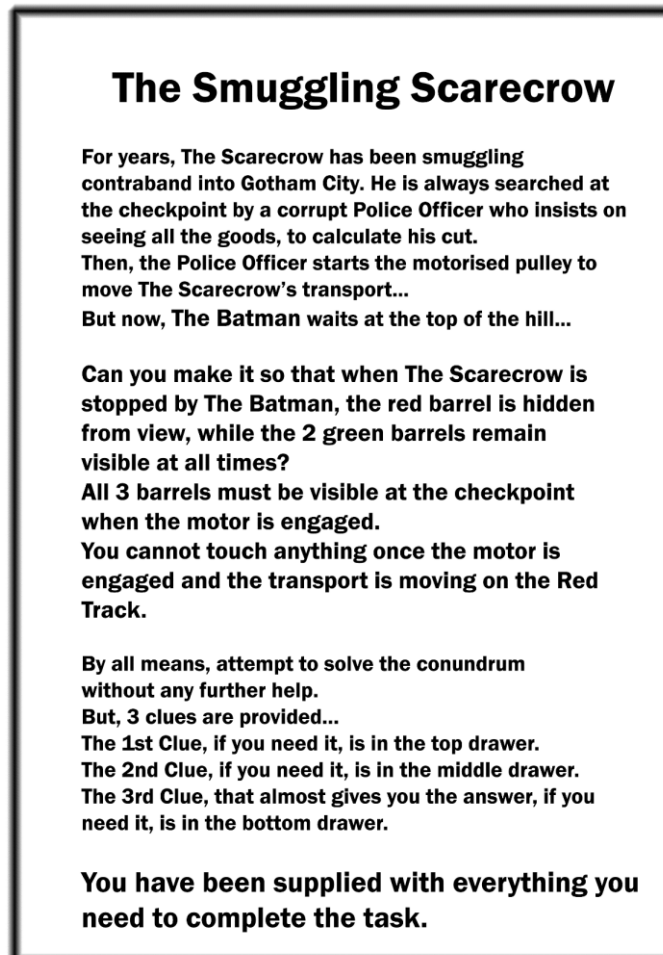 The Smuggling Scarecrow
For years, The Scarecrow has been smuggling
contraband into Gotham City. He is always searched at
the checkpoint by a corrupt Police Officer who insists on
seeing all the goods, to calculate his cut.
Then, the Police Officer starts the motorised pulley to
move The Scarecrow's transport...
But now, The Batman waits at the top of the hill...
Can you make it so that when The Scarecrow is
stopped by The Batman, the red barrel is hidden
from view, while the 2 green barrels remain
visible at all times?
All 3 barrels must be visible at the checkpoint
when the motor is engaged.
You cannot touch anything once the motor is
engaged and the transport is moving on the Red
Track.
By all means, attempt to solve the conundrum
without any further help.
But, 3 clues are provided...
The 1st Clue, if you need it, is in the top drawer.
The 2nd Clue, if you need it, is in the middle drawer.
The 3rd Clue, that almost gives you the answer, if you
need it, is in the bottom drawer.
You have been supplied with everything you
need to complete the task.